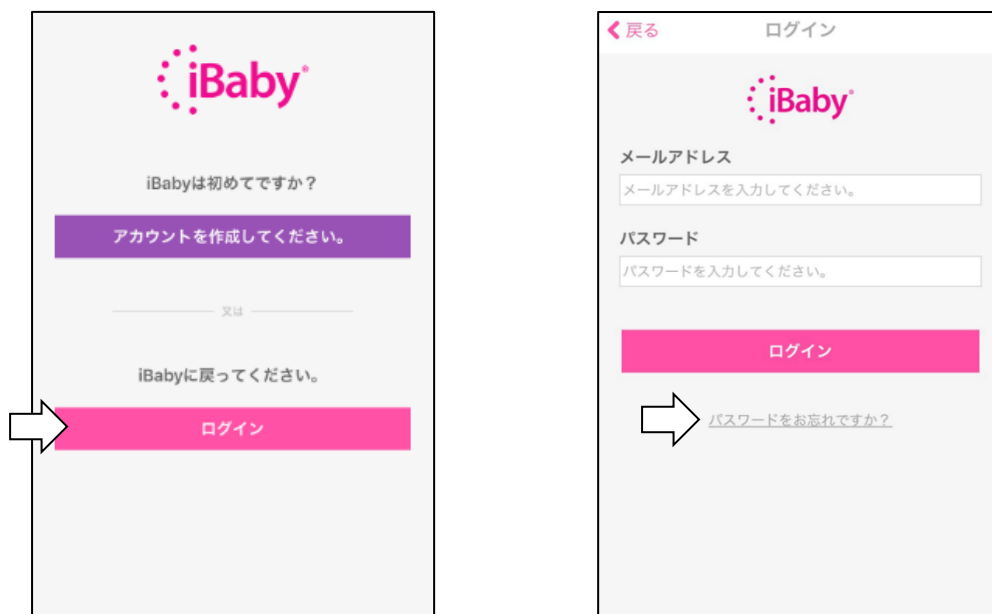 iBaby
iBabyは初めてですか？
アカウントを作成してください。
又は
iBabyに戻ってください。
ログイン
戻る
ログイン
iBaby
メールアドレス
メールアドレスを入力してください。
パスワード
パスワードを入力してください。
ログイン
パスワードをお忘れですか？